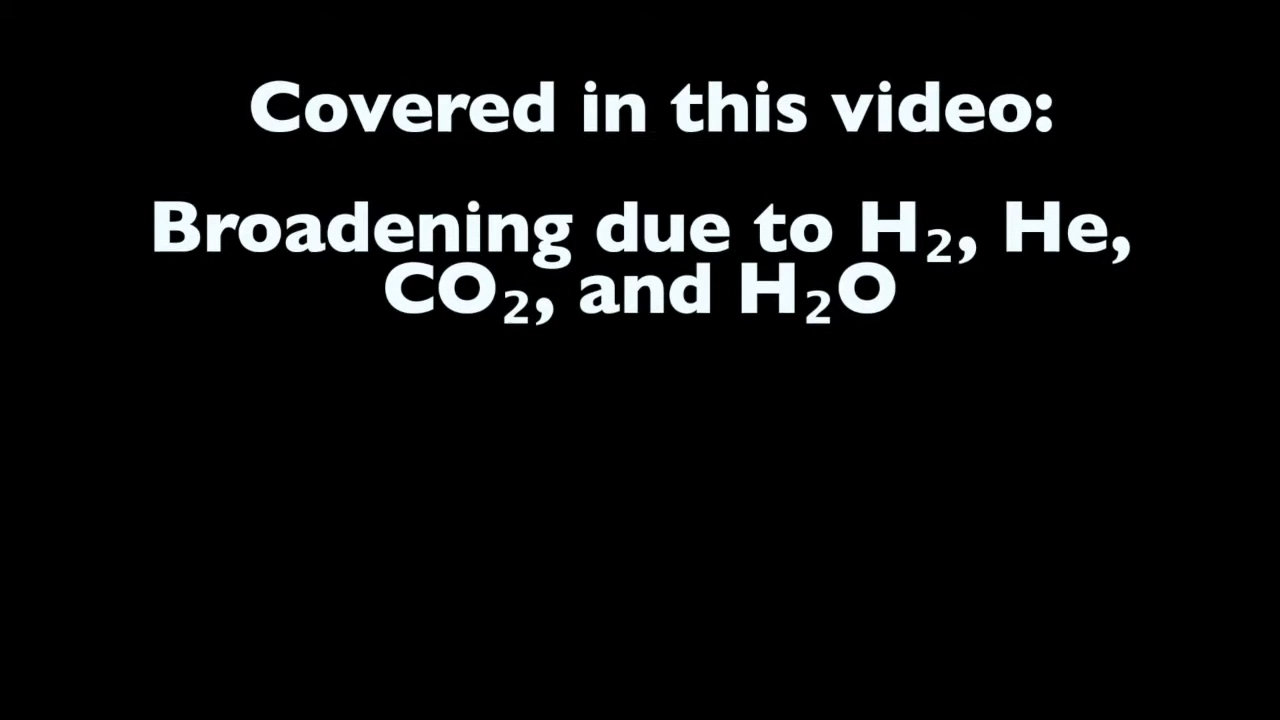 Covered in this video:
Broadening due to H₂, He,
CO₂, and H₂O